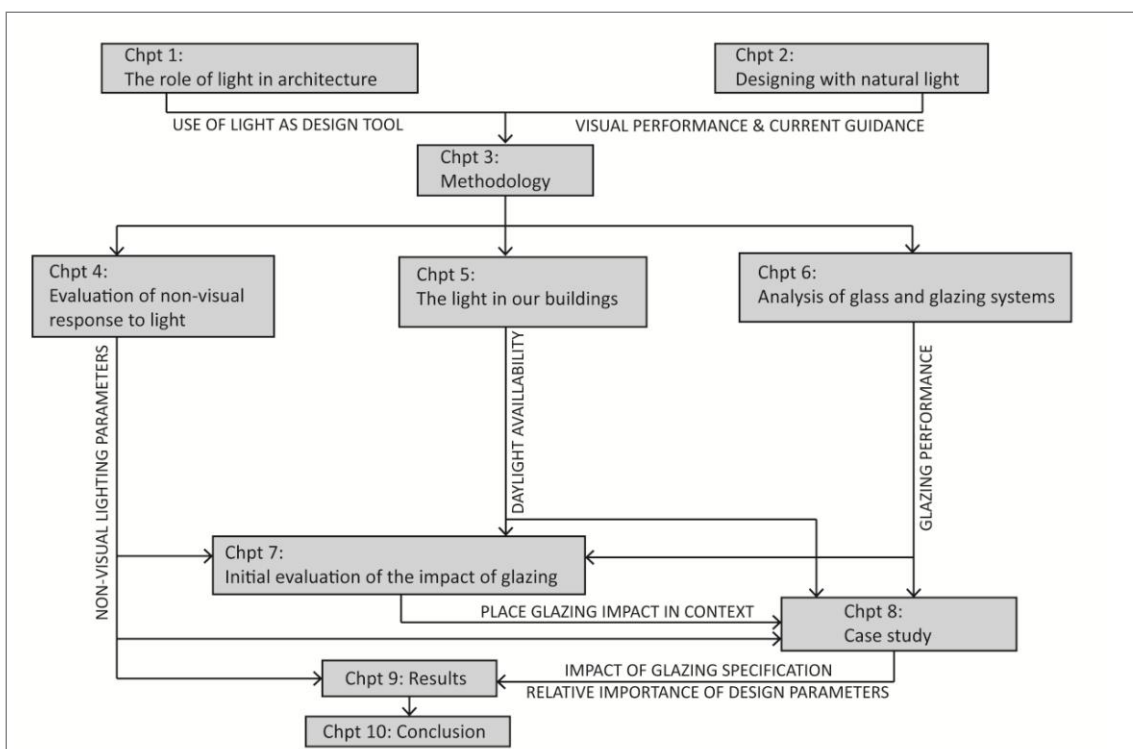 Chpt 1:
The role of light in architecture
Chpt 2:
Designing with natural light
USE OF LIGHT AS DESIGN TOOL
VISUAL PERFORMANCE & CURRENT GUIDANCE
Chpt 3:
Methodology
Chpt 4:
Evaluation of non-visual
response to light
Chpt 5:
The light in our buildings
Chpt 6:
Analysis of glass and glazing systems
NON-VISUAL LIGHTING PARAMETERS
DAYLIGHT AVAILLABILITY
GLAZING PERFORMANCE
Chpt 7:
Initial evaluation of the impact of glazing
PLACE GLAZING IMPACT IN CONTEXT
Chpt 8:
Case study
IMPACT OF GLAZING SPECIFICATION
RELATIVE IMPORTANCE OF DESIGN PARAMETERS
Chpt 9: Results
Chpt 10: Conclusion